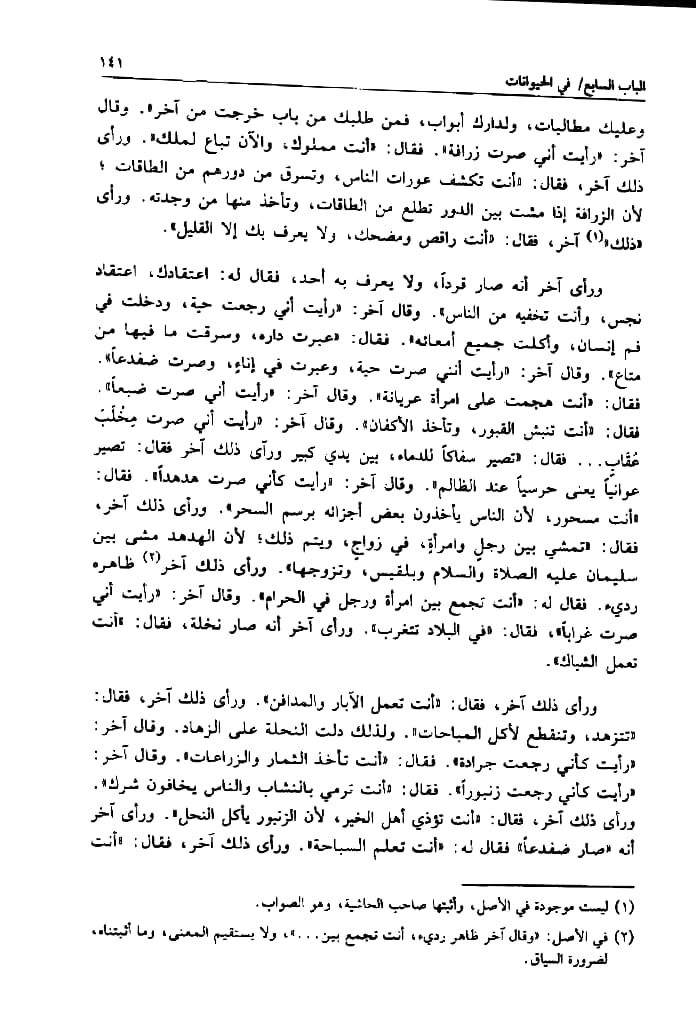 الباب السابع/ في الحيوانات
١٤١
وعليك مطالبات، ولدارك أبواب، فمن طلبك من باب خرجت من آخر». وقال
آخر: «رأيت أني صرت زرافة». فقال: «أنت مملوك، والآن تباع لملك». ورأى
ذلك آخر، فقال: «أنت تكشف عورات الناس، وتسرق من دورهم من الطاقات ؛
لأن الزرافة إذا مشت بين الدور تطلع من الطاقات، وتأخذ منها من وجدته. ورأى
«ذلك»(١) آخر، فقال: «أنت راقص ومضحك، ولا يعرف بك إلا القليل».
ورأى آخر أنه صار قرداً، ولا يعرف به أحد، فقال له: اعتقادك، اعتقاد
نجس، وأنت تخفيه من الناس». وقال آخر: «رأيت أني رجعت حية، ودخلت في
فم إنسان، وأكلت جميع أمعائه». فقال: «عبرت داره، وسرقت ما فيها من
متاع». وقال آخر: «رأيت أنني صرت حية، وعبرت في إناء، وصرت ضفدعاً».
فقال: «أنت هجمت على امرأة عريانة». وقال آخر: «رأيت أني صرت ضبعاً».
فقال: «أنت تنبش القبور، وتأخذ الأكفان». وقال آخر: «رأيت أني صرت مِخْلَبْ
عُقَاب... فقال: «تصير سفاكاً للدماء، بين يدي كبير ورآى ذلك آخر فقال: تصير
عوانياً يعنى حرسياً عند الظالم». وقال آخر: «رأيت كأني صرت هدهداً». فقال:
«أنت مسحور، لأن الناس يأخذون بعض أجزائه برسم السحر». ورأى ذلك آخر،
فقال: «تمشي بين رجلٍ وامرأةٍ، في زواجٍ، ويتم ذلك؛ لأن الهدهد مشى بين
سليمان عليه الصلاة والسلام وبلقيس، وتزوجها». ورأى ذلك آخر(٢) ظاهره
رديء. فقال له: «أنت تجمع بين امرأة ورجل في الحرام». وقال آخر: «رأيت أني
صرت غراباً»، فقال: «في البلاد تتغرب». ورأى آخر أنه صار نخلة، فقال: «أنت
تعمل الشباك».
ورأى ذلك آخر، فقال: «أنت تعمل الآبار والمدافن». ورأى ذلك آخر، فقال:
«تتزهد، وتنقطع لأكل المباحات». ولذلك دلت النحلة على الزهاد. وقال آخر:
«رأيت كأني رجعت جرادة». فقال: «أنت تأخذ الثمار والزراعات». وقال آخر:
«رأيت كأني رجعت زنبوراً». فقال: «أنت ترمي بالنشاب والناس يخافون شرك».
ورأى ذلك آخر، فقال: «أنت تؤذي أهل الخير، لأن الزنبور يأكل النحل». ورأى آخر
أنه «صار ضفدعاً» فقال له: «أنت تعلم السباحة». ورأى ذلك آخر، فقال: «أنت
(١) ليست موجودة في الأصل، وأثبتها صاحب الحاشية، وهو الصواب.
(٢) في الأصل: «وقال آخر ظاهر رديء، أنت تجمع بين...»، ولا يستقيم المعنى، وما أثبتناه،
لضرورة السياق.